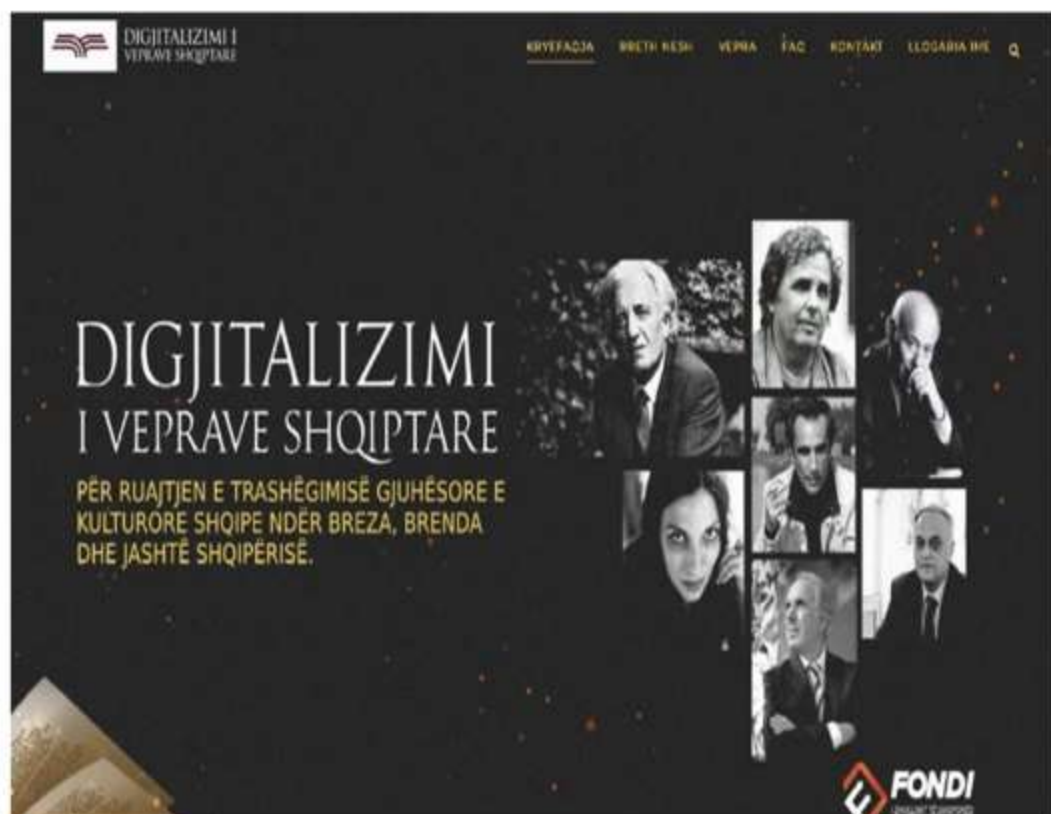 DIGJITALIZIMI I
VEPRAVE SHQIPTARE
KRYEFAQJA RRETH NESH VEPRA FAQ KONTAKT LLOGARIA IME
DIGJITALIZIMI
I VEPRAVE SHQIPTARE
PËR RUAJTJEN E TRASHËGIMISË GJUHËSORE E
KULTURORE SHQIPE NDËR BREZA, BRENDA
DHE JASHTË SHQIPËRISË.
FONDI